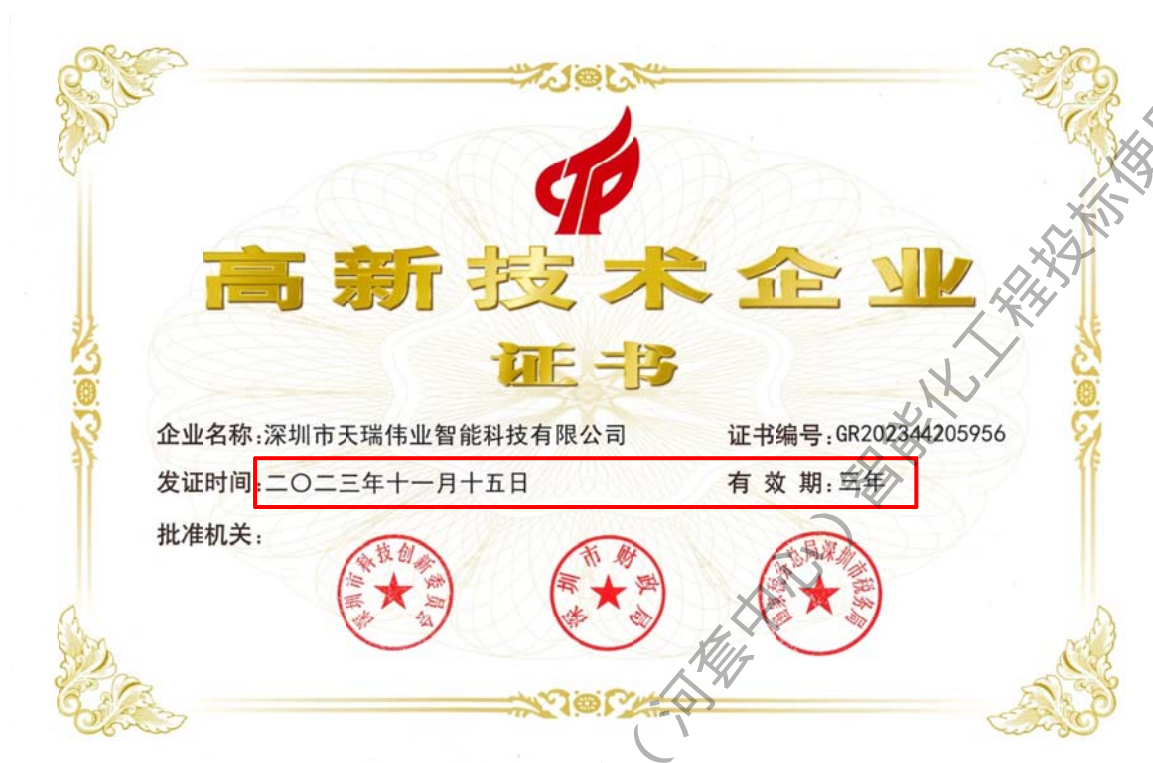 高新技术企业
证书
企业名称:深圳市天瑞伟业智能科技有限公司 证书编号:GR202344205956
发证时间:二〇二三年十一月十五日 有效期:三年
批准机关:
深圳市科技创新委员会
深圳市财政局
国家税务总局深圳市税务局
(河套中心)智能化工程投标使